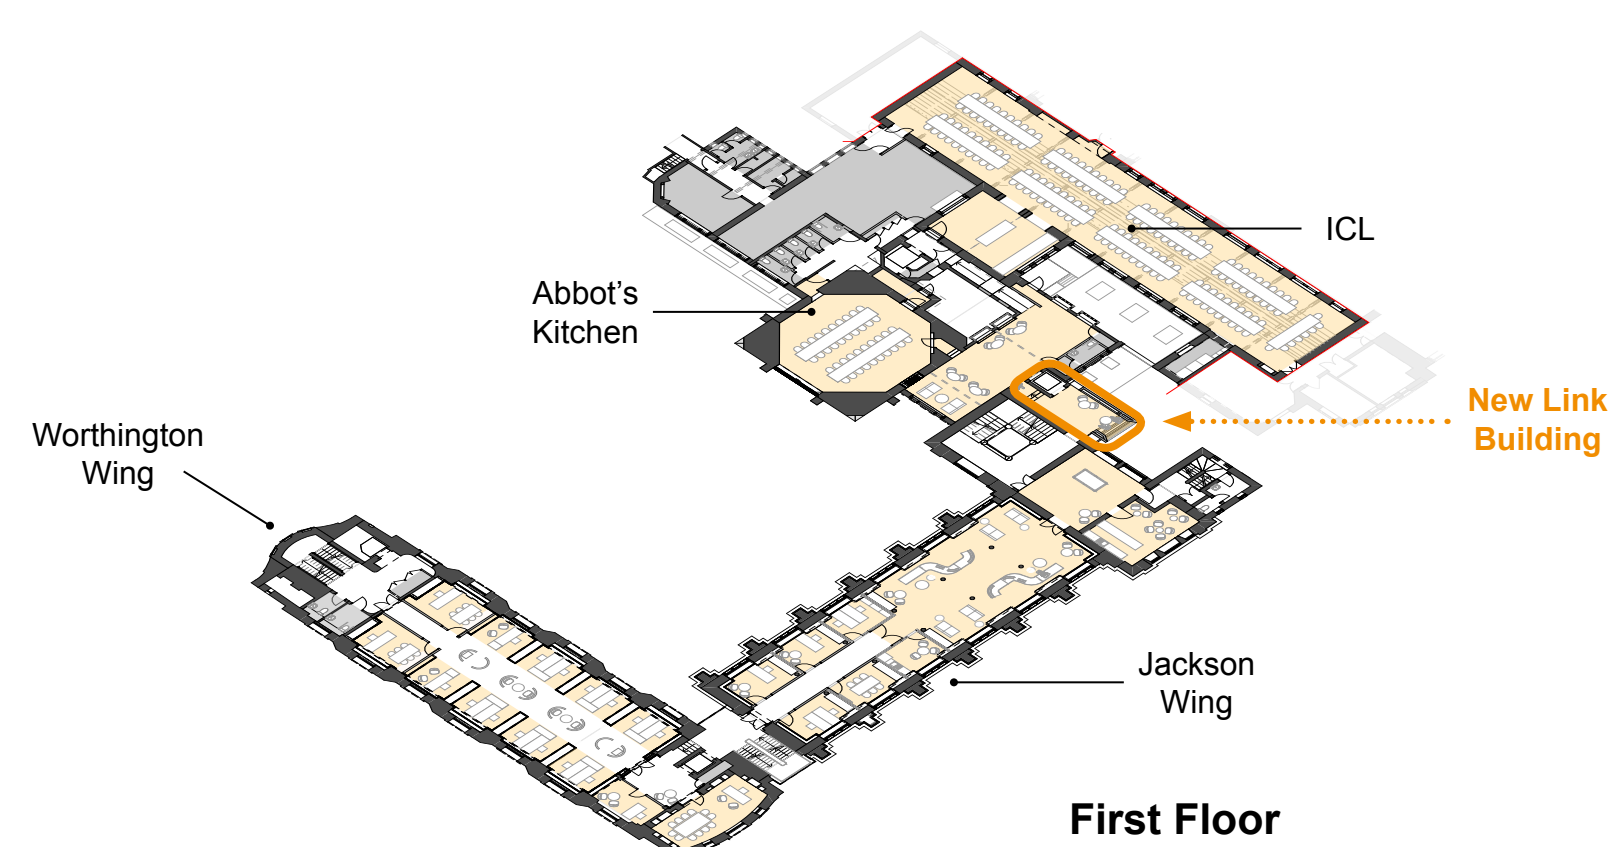 ICL
Abbot’s
Kitchen
New Link
Building
Worthington
Wing
Jackson
Wing
First Floor